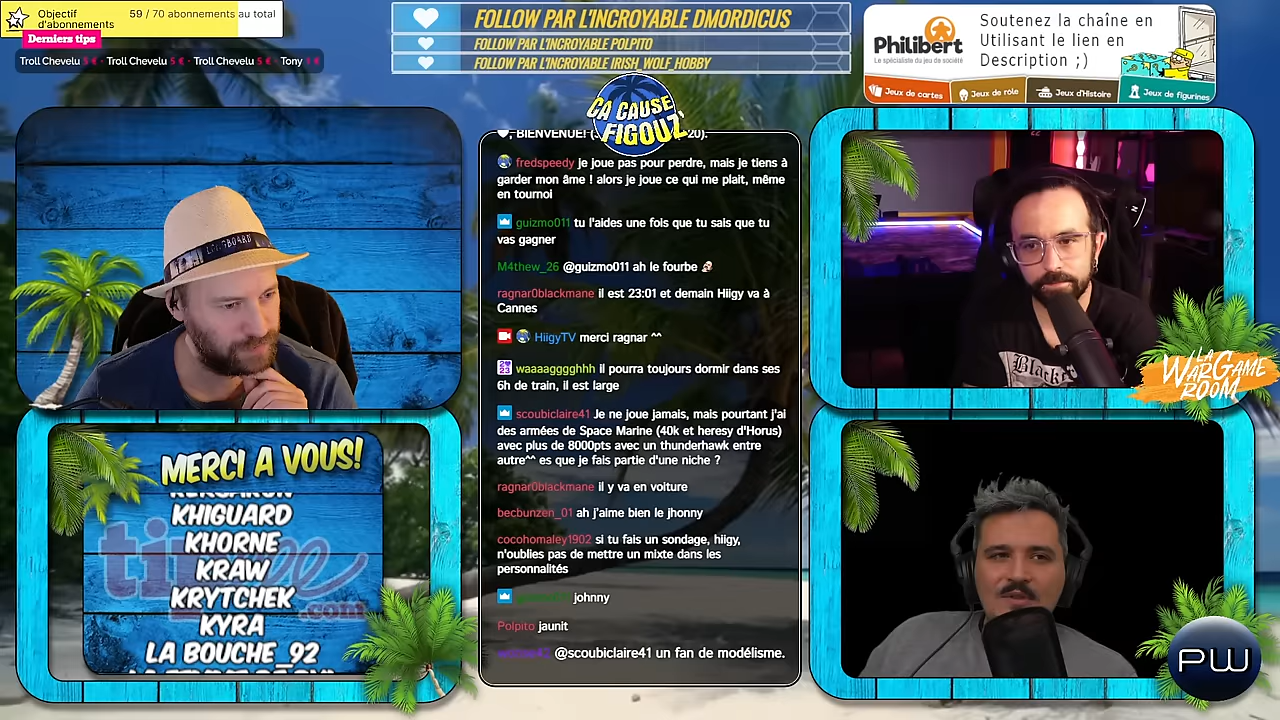 Objectif
d'abonnements
59 / 70 abonnements au total
Derniers tips
Troll Chevelu 5 € · Troll Chevelu 5 € · Troll Chevelu 5 € · Tony
FOLLOW PAR L'INCROYABLE DMORDICUS
FOLLOW PAR L'INCROYABLE POLPITO
FOLLOW PAR L'INCROYABLE IRISH_WOLF_HOBBY
Philibert
Le spécialiste du jeu de société
Soutenez la chaîne en
Utilisant le lien en
Description ;)
Jeux de cartes
Jeux de rôle
Jeux d'Histoire
Jeux de figurines
LONGBOARD
ÇA CAUSE
FIGOUZ'
BIENVENUE!
20).
fredspeedy je joue pas pour perdre, mais je tiens à
garder mon âme ! alors je joue ce qui me plait, même
en tournoi
guizmo011 tu l'aides une fois que tu sais que tu
vas gagner
M4thew_26 @guizmo011 ah le fourbe
ragnar0blackmane il est 23:01 et demain Hiigy va à
Cannes
HiigyTV merci ragnar ^^
waaaagggghhh il pourra toujours dormir dans ses
6h de train, il est large
scoubiclaire41 Je ne joue jamais, mais pourtant j'ai
des armées de Space Marine (40k et heresy d'Horus)
avec plus de 8000pts avec un thunderhawk entre
autre^^ es que je fais partie d'une niche ?
ragnar0blackmane il y va en voiture
becbunzen_01 ah j'aime bien le jhonny
cocohomaley1902 si tu fais un sondage, hiigy,
n'oublies pas de mettre un mixte dans les
personnalités
johnny
Polpito jaunit
@scoubiclaire41 un fan de modélisme.
LA
WARGAME
ROOM
MERCI A VOUS!
KHIGUARD
KHORNE
KRAW
KRYTCHEK
KYRA
LA BOUCHE_92
.com
PW